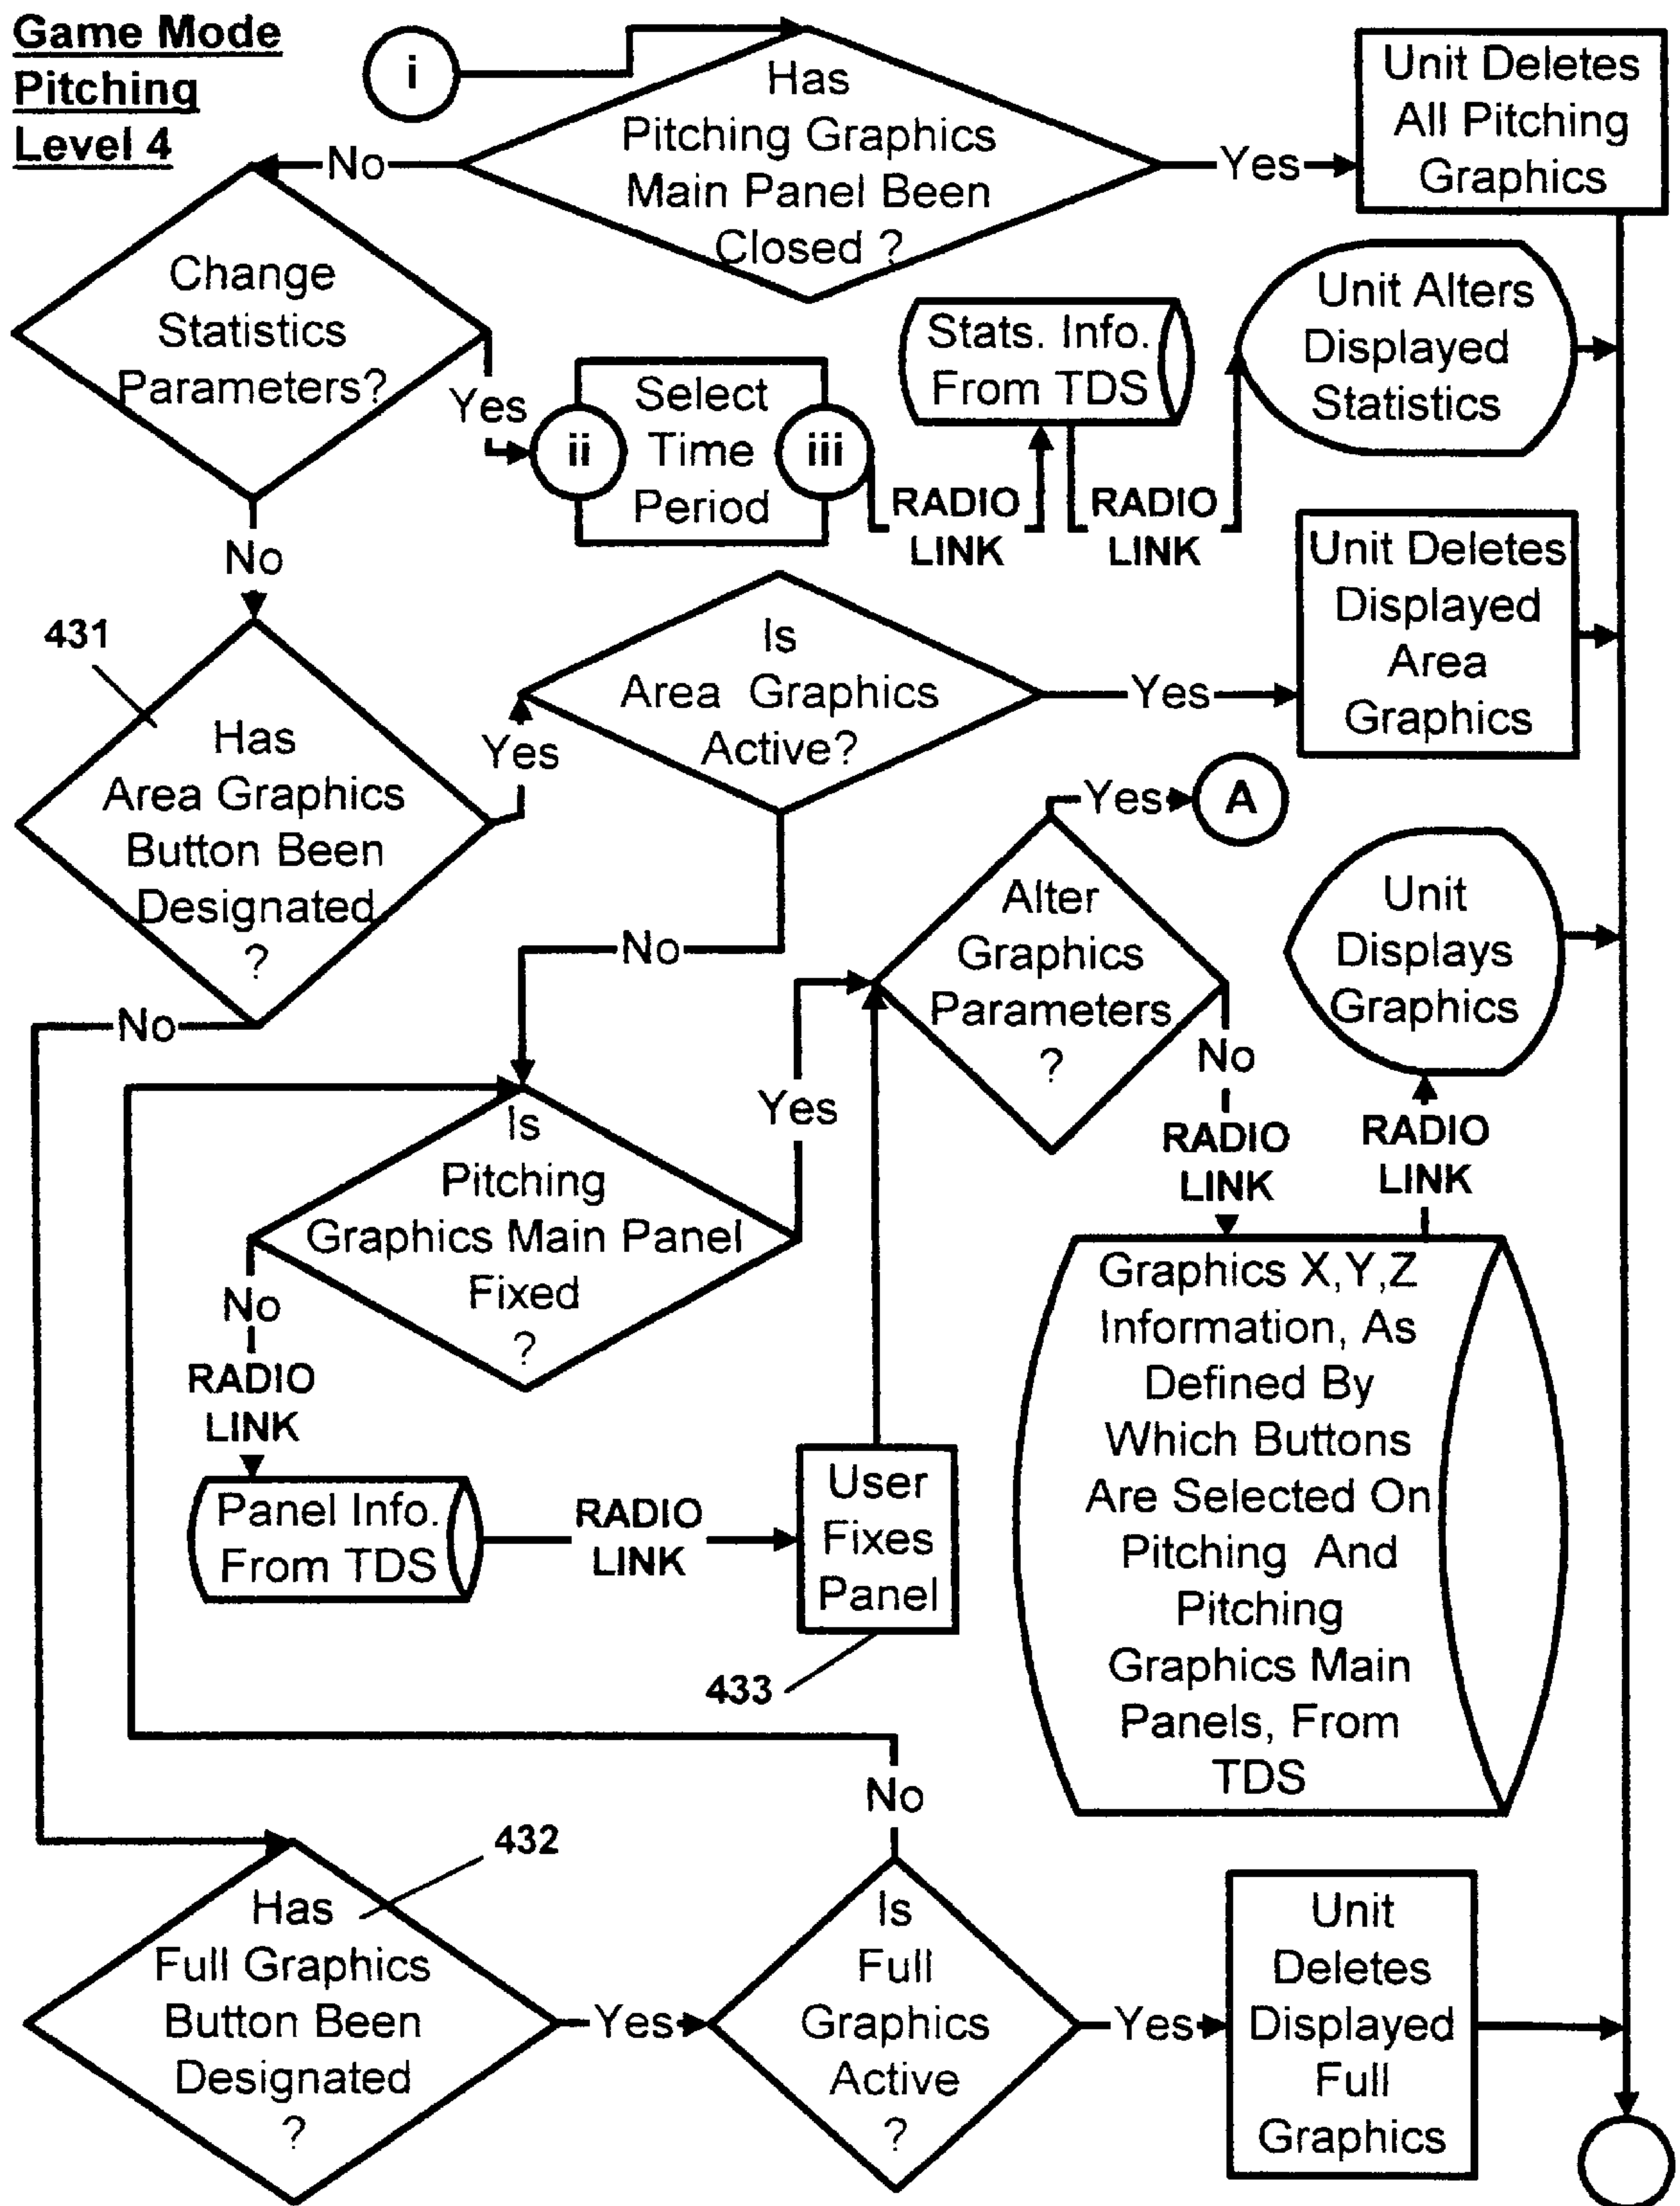 Game Mode
Pitching
Level 4
i
Has
Pitching Graphics
Main Panel Been
Closed ?
Yes
Unit Deletes
All Pitching
Graphics
No
Change
Statistics
Parameters?
Yes
ii
Select
Time
Period
iii
RADIO
LINK
Stats. Info.
From TDS
RADIO
LINK
Unit Alters
Displayed
Statistics
No
431
Has
Area Graphics
Button Been
Designated
?
Yes
Is
Area Graphics
Active?
Yes
Unit Deletes
Displayed
Area
Graphics
No
No
Is
Pitching
Graphics Main Panel
Fixed
?
Yes
Alter
Graphics
Parameters
?
Yes
A
No
RADIO
LINK
Graphics X,Y,Z
Information, As
Defined By
Which Buttons
Are Selected On
Pitching And
Pitching
Graphics Main
Panels, From
TDS
RADIO
LINK
Unit
Displays
Graphics
No
RADIO
LINK
Panel Info.
From TDS
RADIO
LINK
User
Fixes
Panel
433
432
Has
Full Graphics
Button Been
Designated
?
Yes
Is
Full
Graphics
Active
?
No
Yes
Unit
Deletes
Displayed
Full
Graphics